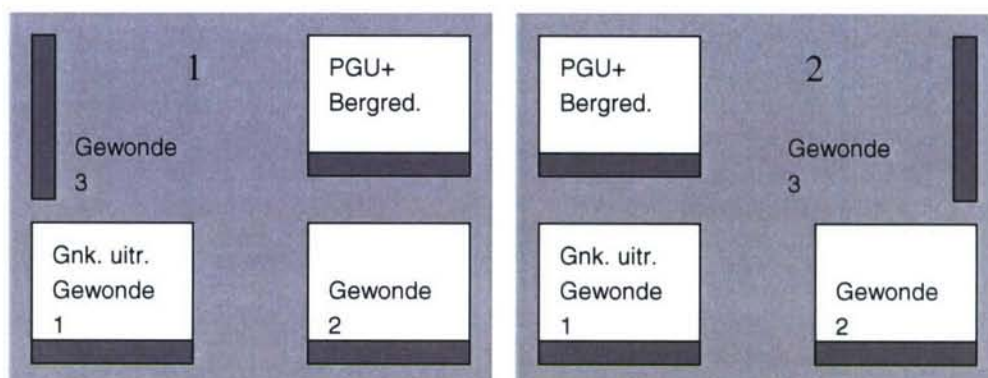 1
PGU+
Bergred.
Gewonde
3
Gnk. uitr.
Gewonde
1
Gewonde
2
2
PGU+
Bergred.
Gewonde
3
Gnk. uitr.
Gewonde
1
Gewonde
2